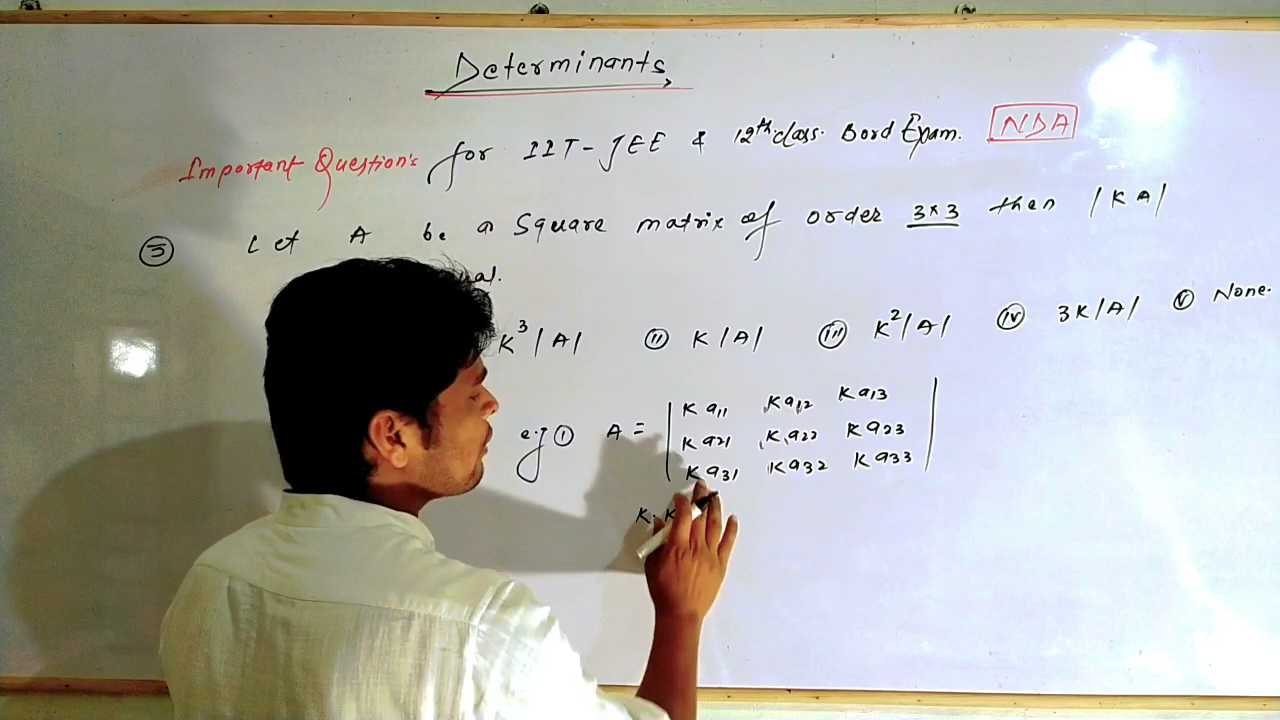 Determinants
Important Question's for IIT-JEE & 12th class. Bord Exam. NDA
③ Let A be a Square matrix of order 3×3 then |KA|
K³|A| (ii) K|A| (iii) K²|A| (iv) 3K|A| (v) None.
e.g ① A = | Ka11 Ka12 Ka13 |
Ka21 Ka22 Ka23
Ka31 Ka32 Ka33
K. K